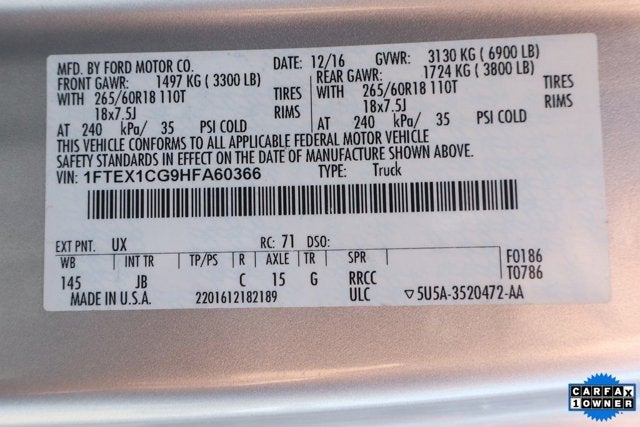 MFD. BY FORD MOTOR CO. DATE: 12/16 GVWR: 3130 KG ( 6900 LB)
FRONT GAWR: 1497 KG ( 3300 LB) REAR GAWR: 1724 KG ( 3800 LB)
WITH 265/60R18 110T TIRES WITH 265/60R18 110T TIRES
18x7.5J RIMS 18x7.5J RIMS
AT 240 kPa/ 35 PSI COLD AT 240 kPa/ 35 PSI COLD
THIS VEHICLE CONFORMS TO ALL APPLICABLE FEDERAL MOTOR VEHICLE
SAFETY STANDARDS IN EFFECT ON THE DATE OF MANUFACTURE SHOWN ABOVE.
VIN: 1FTEX1CG9HFA60366 TYPE: Truck
EXT PNT. UX RC: 71 DSO:
WB INT TR TP/PS R AXLE TR SPR F0186
145 JB C 15 G RRCC T0786
MADE IN U.S.A. 2201612182189 ULC ▽5U5A-3520472-AA
CARFAX
1 OWNER